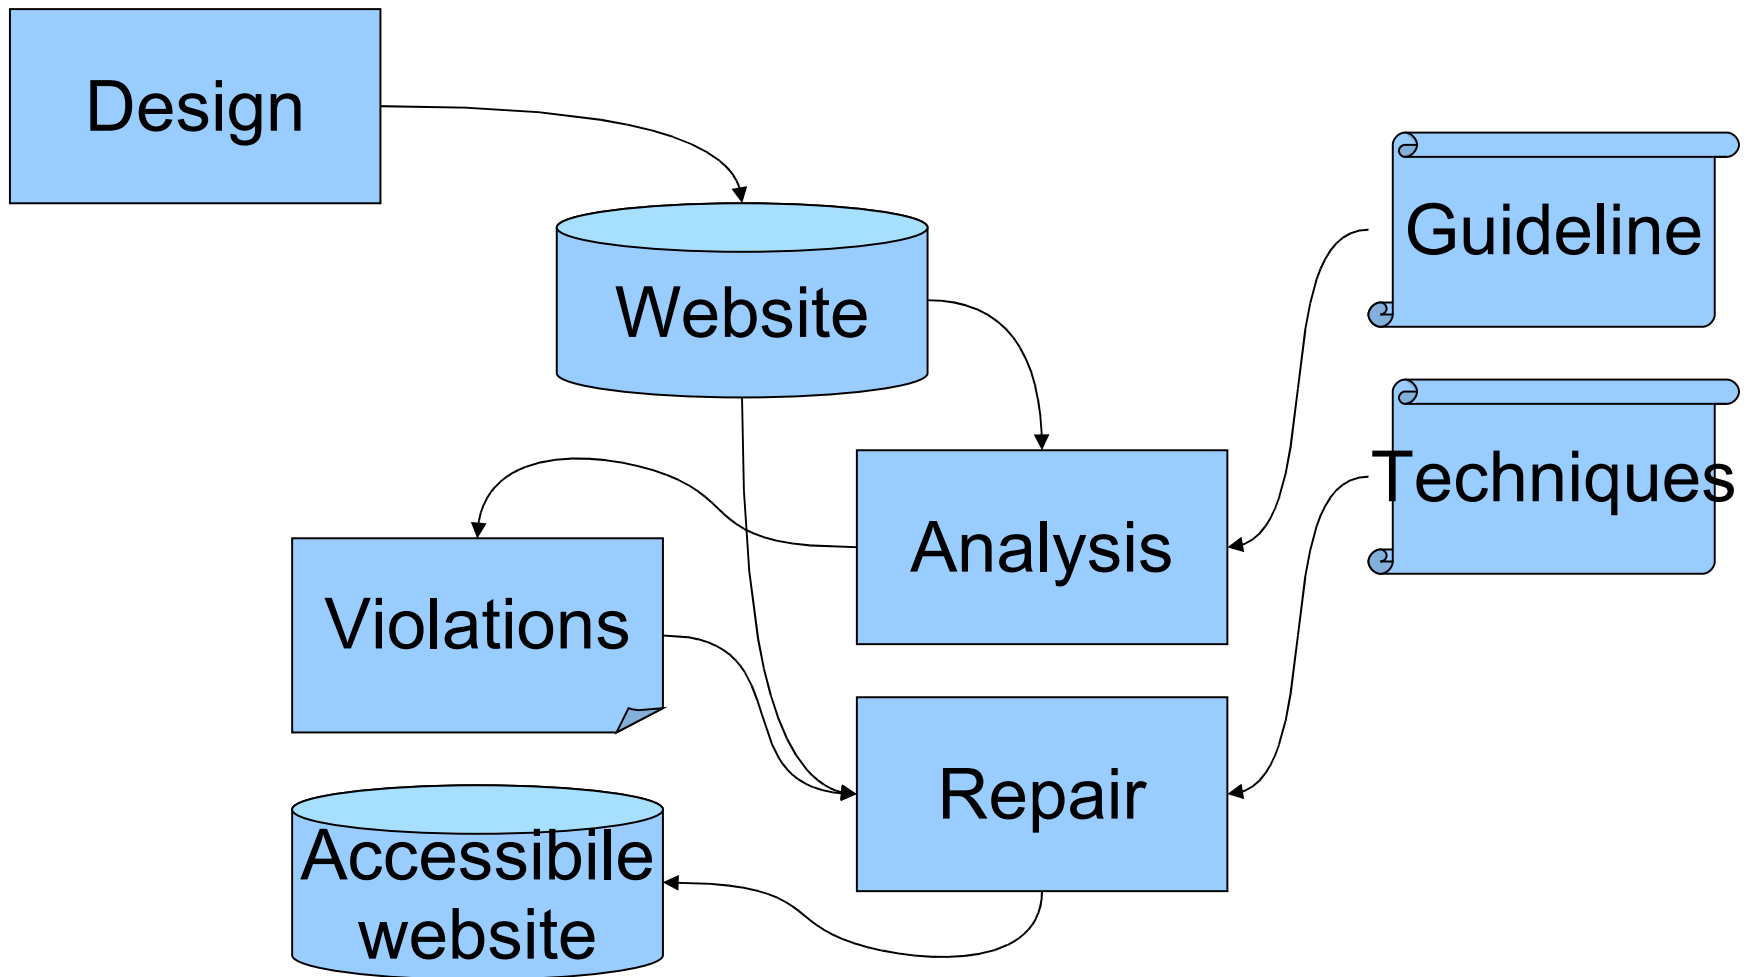 Design
Website
Guideline
Techniques
Analysis
Violations
Repair
Accessibile
website